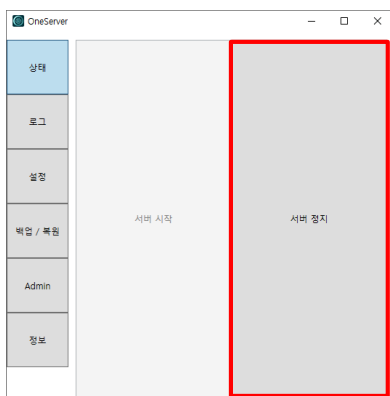 OneServer
상태
로그
설정
백업 / 복원
Admin
정보
서버 시작
서버 정지